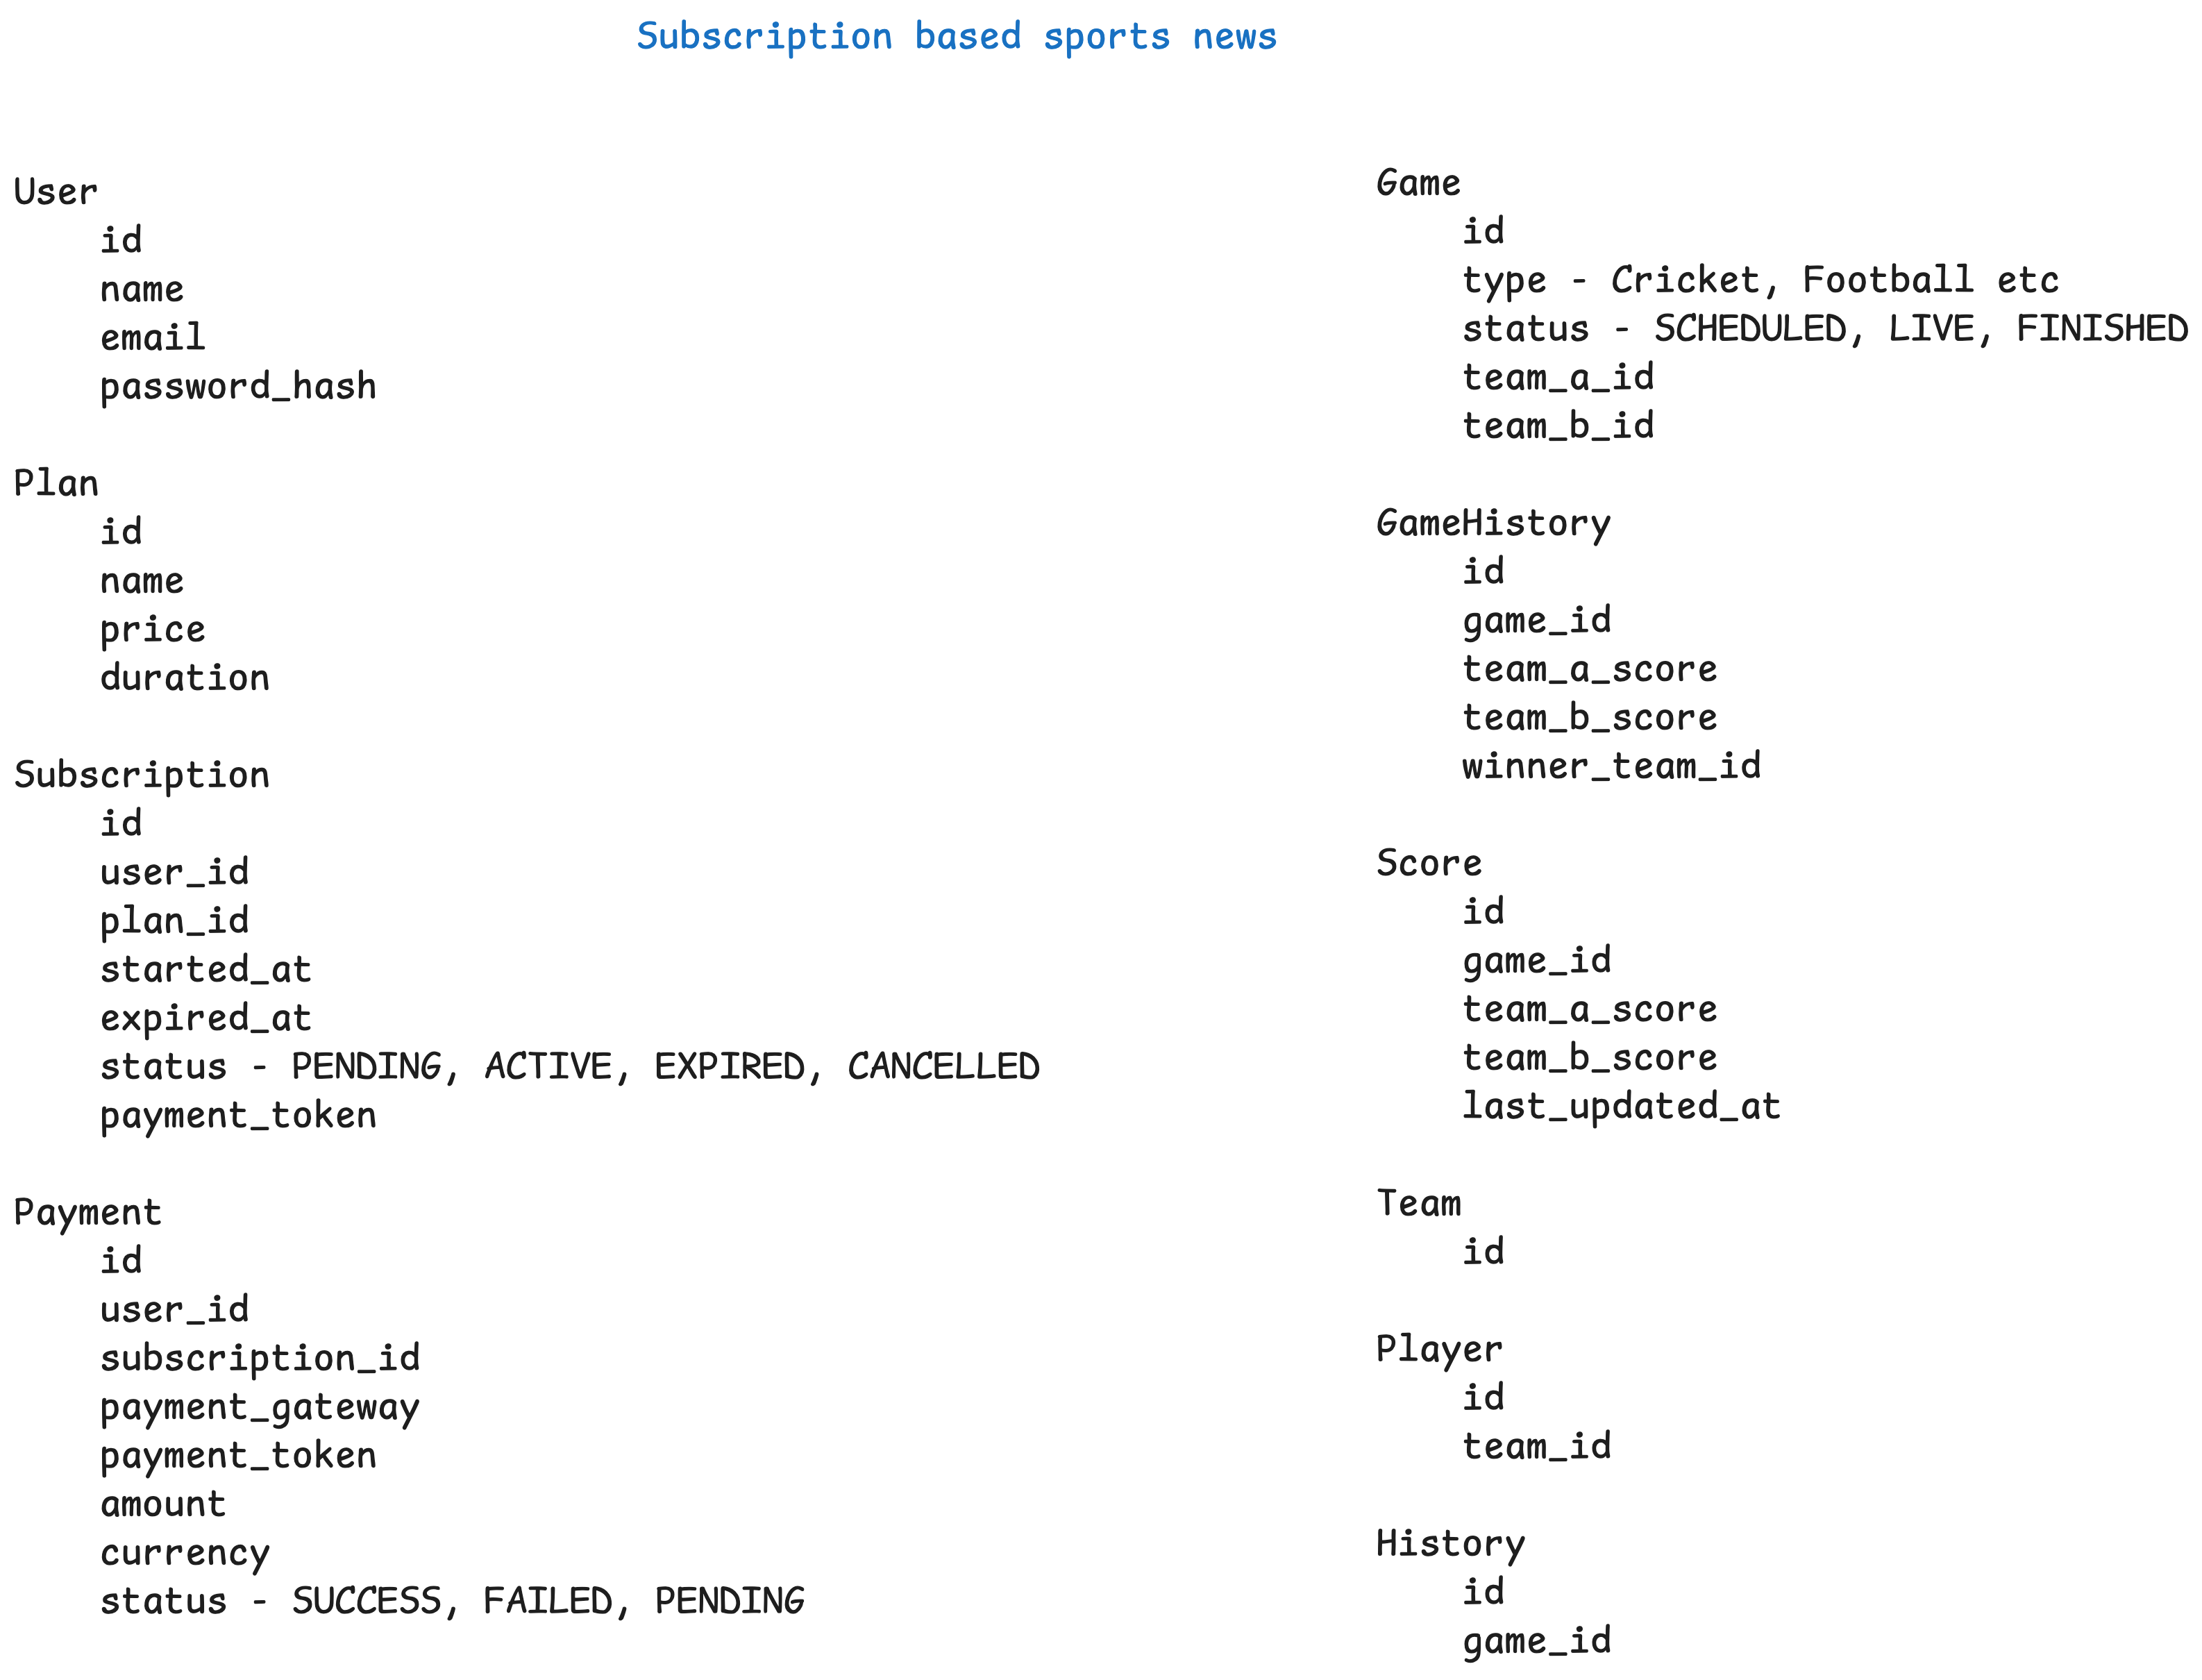 Subscription based sports news
User
id
name
email
password_hash
Plan
id
name
price
duration
Subscription
id
user_id
plan_id
started_at
expired_at
status - PENDING, ACTIVE, EXPIRED, CANCELLED
payment_token
Payment
id
user_id
subscription_id
payment_gateway
payment_token
amount
currency
status - SUCCESS, FAILED, PENDING
Game
id
type - Cricket, Football etc
status - SCHEDULED, LIVE, FINISHED
team_a_id
team_b_id
GameHistory
id
game_id
team_a_score
team_b_score
winner_team_id
Score
id
game_id
team_a_score
team_b_score
last_updated_at
Team
id
Player
id
team_id
History
id
game_id